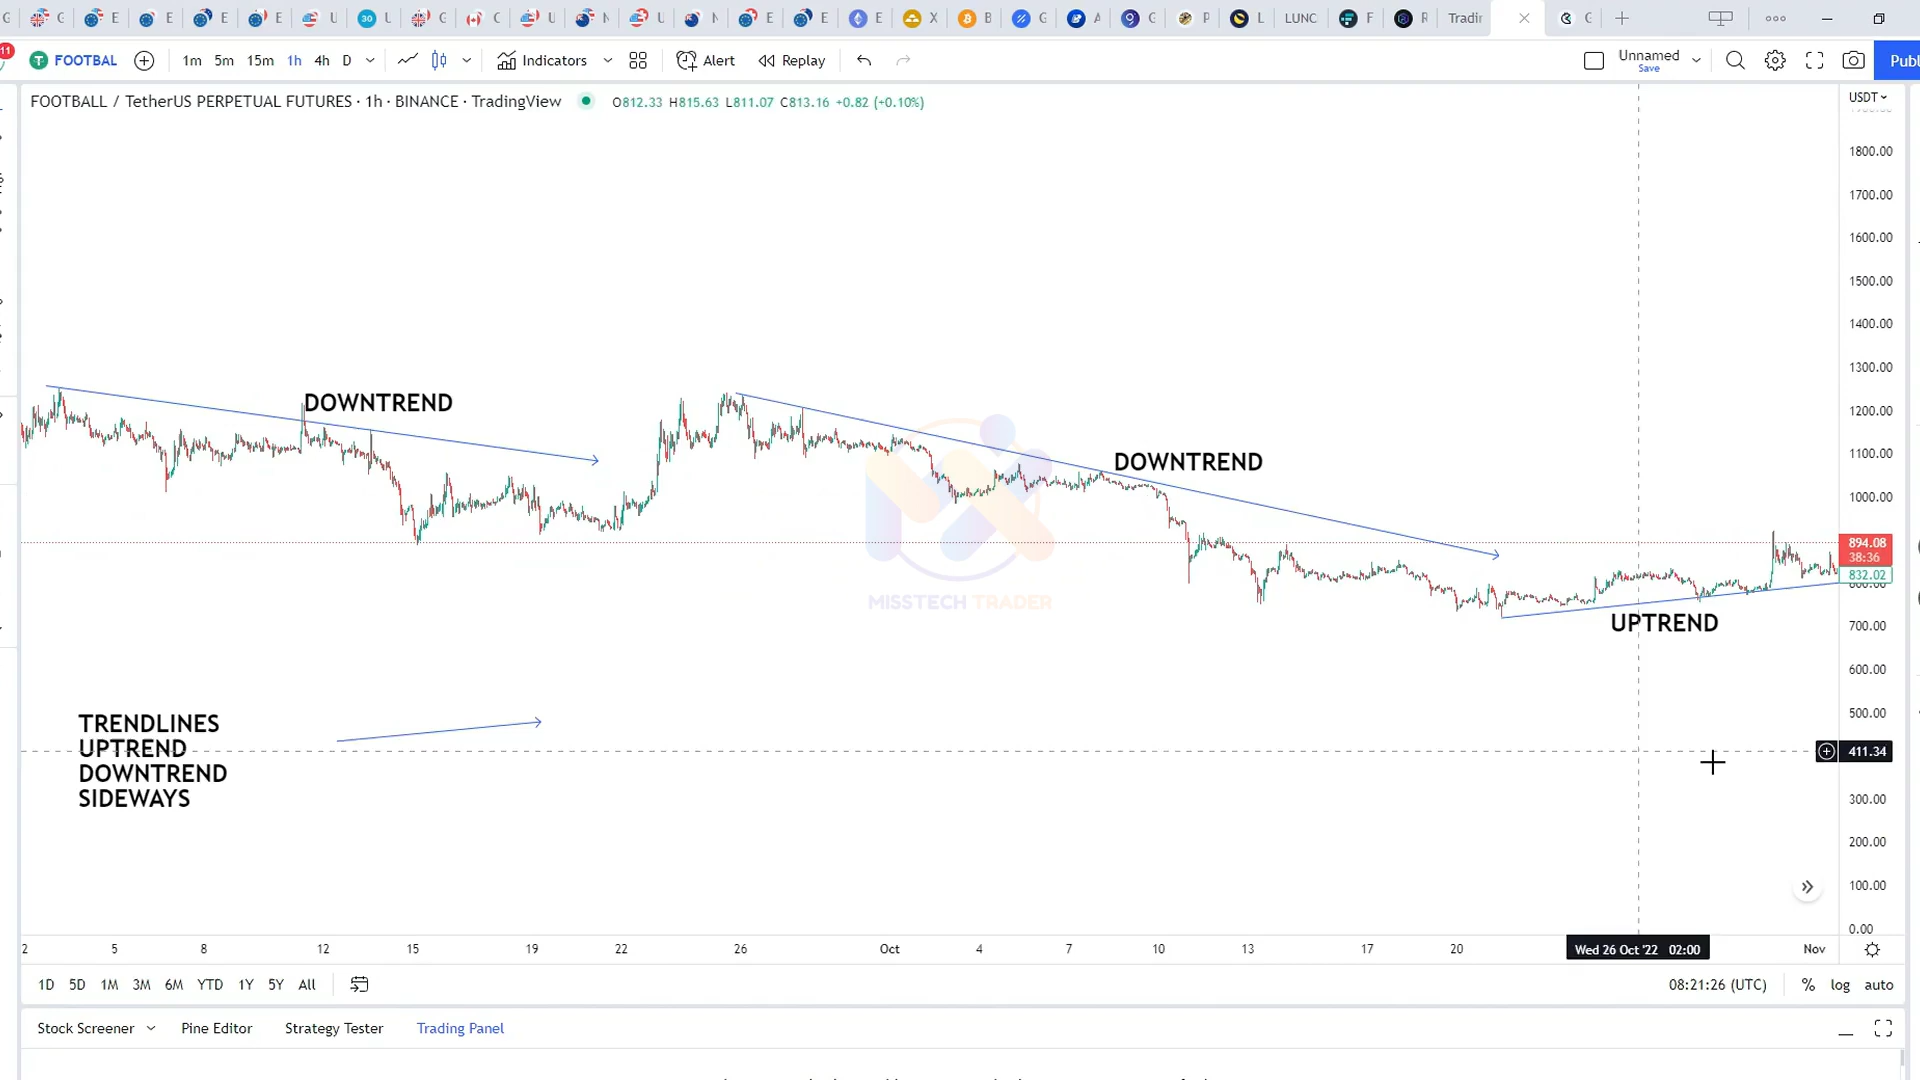 G E E E E U 30 U G C U N U N E E E X B G A G P L LUNC F R Tradin G
11 FOOTBAL 1m 5m 15m 1h 4h D Indicators Alert Replay Unnamed Save Publ
FOOTBALL / TetherUS PERPETUAL FUTURES · 1h · BINANCE · TradingView O812.33 H815.63 L811.07 C813.16 +0.82 (+0.10%)
USDT
1800.00
1700.00
1600.00
1500.00
1400.00
1300.00
1200.00
1100.00
1000.00
894.08
38:36
832.02
800.00
700.00
600.00
500.00
411.34
300.00
200.00
100.00
0.00
DOWNTREND
DOWNTREND
MISSTECH TRADER
UPTREND
TRENDLINES
UPTREND
DOWNTREND
SIDEWAYS
2 5 8 12 15 19 22 26 Oct 4 7 10 13 17 20 Wed 26 Oct '22 02:00 Nov
1D 5D 1M 3M 6M YTD 1Y 5Y All 08:21:26 (UTC) % log auto
Stock Screener Pine Editor Strategy Tester Trading Panel